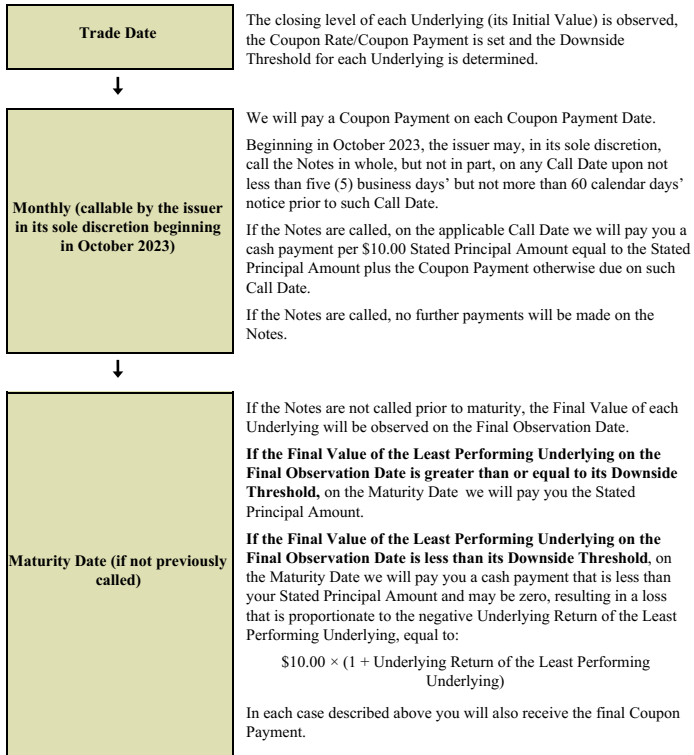 Trade Date
The closing level of each Underlying (its Initial Value) is observed,
the Coupon Rate/Coupon Payment is set and the Downside
Threshold for each Underlying is determined.
Monthly (callable by the issuer
in its sole discretion beginning
in October 2023)
We will pay a Coupon Payment on each Coupon Payment Date.
Beginning in October 2023, the issuer may, in its sole discretion,
call the Notes in whole, but not in part, on any Call Date upon not
less than five (5) business days’ but not more than 60 calendar days’
notice prior to such Call Date.
If the Notes are called, on the applicable Call Date we will pay you a
cash payment per $10.00 Stated Principal Amount equal to the Stated
Principal Amount plus the Coupon Payment otherwise due on such
Call Date.
If the Notes are called, no further payments will be made on the
Notes.
Maturity Date (if not previously
called)
If the Notes are not called prior to maturity, the Final Value of each
Underlying will be observed on the Final Observation Date.
If the Final Value of the Least Performing Underlying on the
Final Observation Date is greater than or equal to its Downside
Threshold, on the Maturity Date we will pay you the Stated
Principal Amount.
If the Final Value of the Least Performing Underlying on the
Final Observation Date is less than its Downside Threshold, on
the Maturity Date we will pay you a cash payment that is less than
your Stated Principal Amount and may be zero, resulting in a loss
that is proportionate to the negative Underlying Return of the Least
Performing Underlying, equal to:
$10.00 × (1 + Underlying Return of the Least Performing
Underlying)
In each case described above you will also receive the final Coupon
Payment.